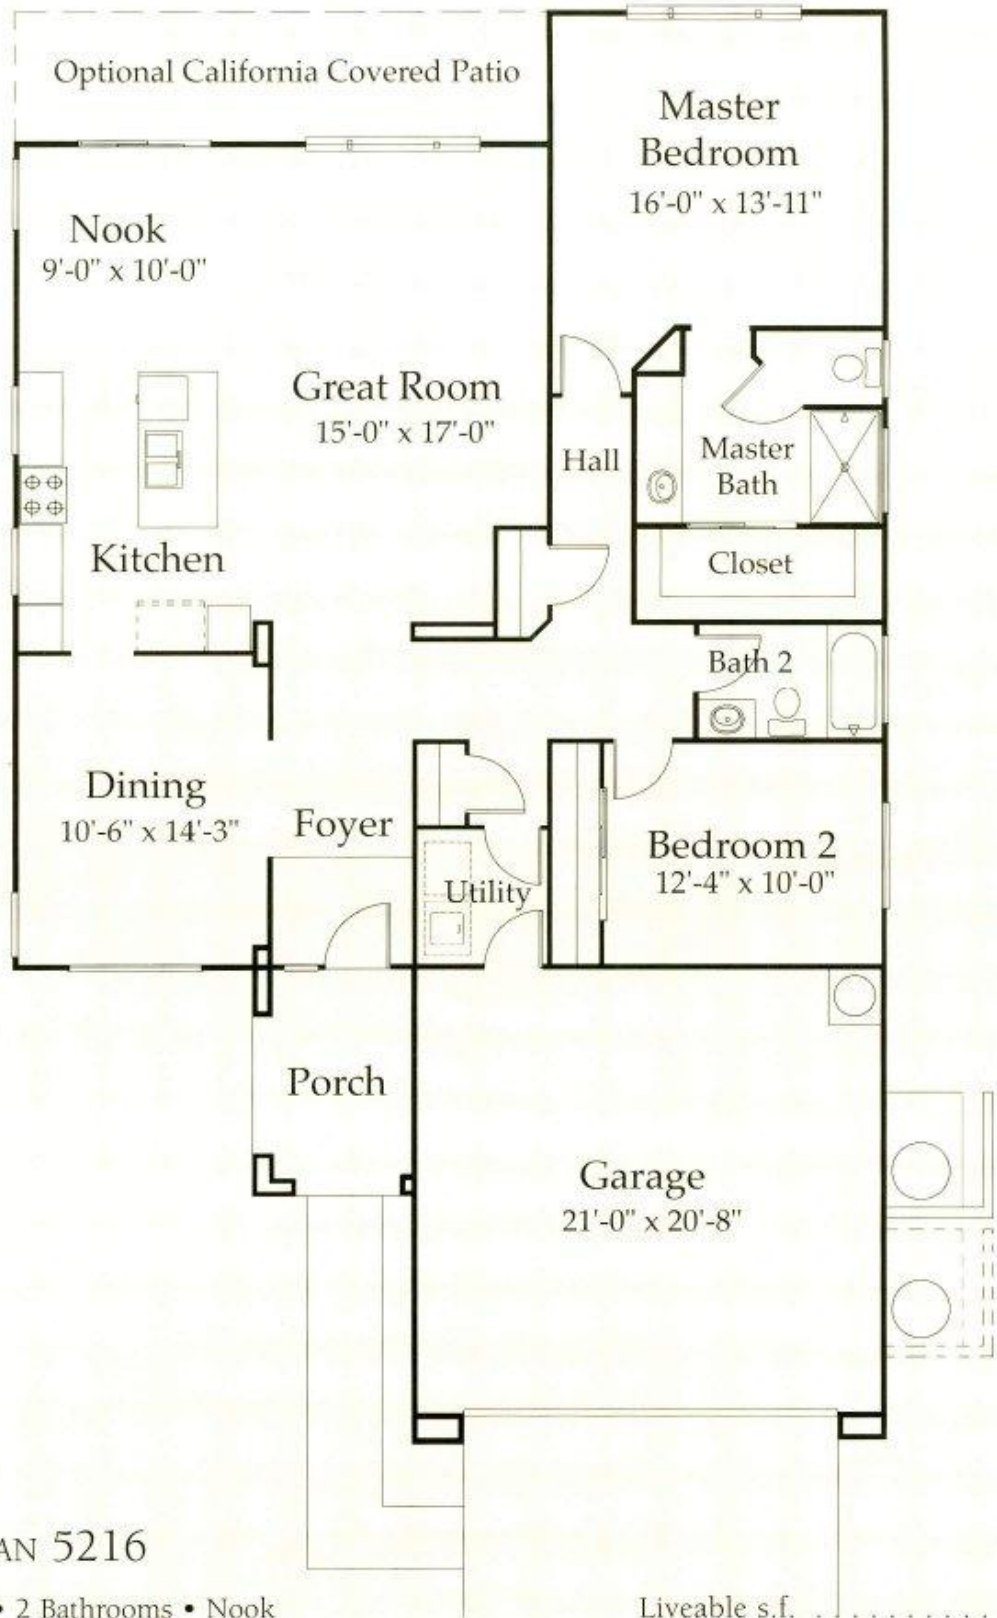 Optional California Covered Patio
Master
Bedroom
16'-0" x 13'-11"
Nook
9'-0" x 10'-0"
Great Room
15'-0" x 17'-0"
Hall
Master
Bath
Kitchen
Closet
Bath 2
Dining
10'-6" x 14'-3"
Foyer
Bedroom 2
12'-4" x 10'-0"
Utility
Porch
Garage
21'-0" x 20'-8"
AN 5216
• 2 Bathrooms • Nook
Liveable s.f. . . . . . . . . . . .